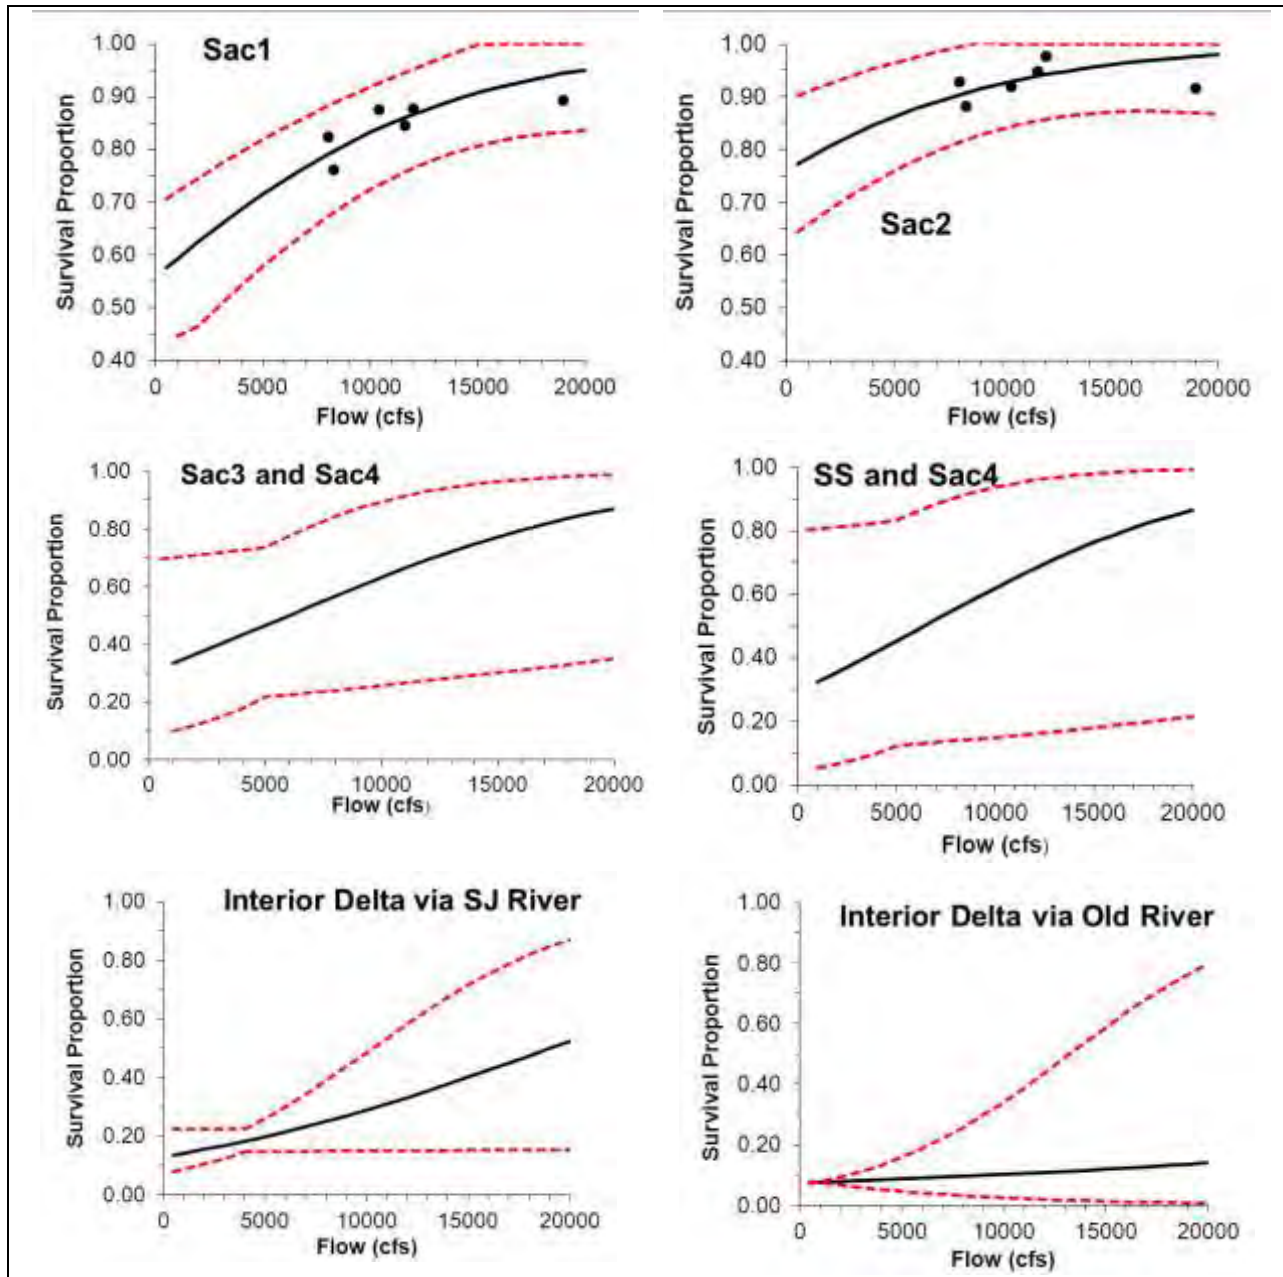 Sac1
Survival Proportion
1.00
0.90
0.80
0.70
0.60
0.50
0.40
0 5000 10000 15000 20000
Flow (cfs)
Sac2
Survival Proportion
1.00
0.90
0.80
0.70
0.60
0.50
0.40
0 5000 10000 15000 20000
Flow (cfs)
Sac3 and Sac4
Survival Proportion
1.00
0.80
0.60
0.40
0.20
0.00
0 5000 10000 15000 20000
Flow (cfs)
SS and Sac4
Survival Proportion
1.00
0.80
0.60
0.40
0.20
0.00
0 5000 10000 15000 20000
Flow (cfs)
Interior Delta via SJ River
Survival Proportion
1.00
0.80
0.60
0.40
0.20
0.00
0 5000 10000 15000 20000
Flow (cfs)
Interior Delta via Old River
Survival Proportion
1.00
0.80
0.60
0.40
0.20
0.00
0 5000 10000 15000 20000
Flow (cfs)